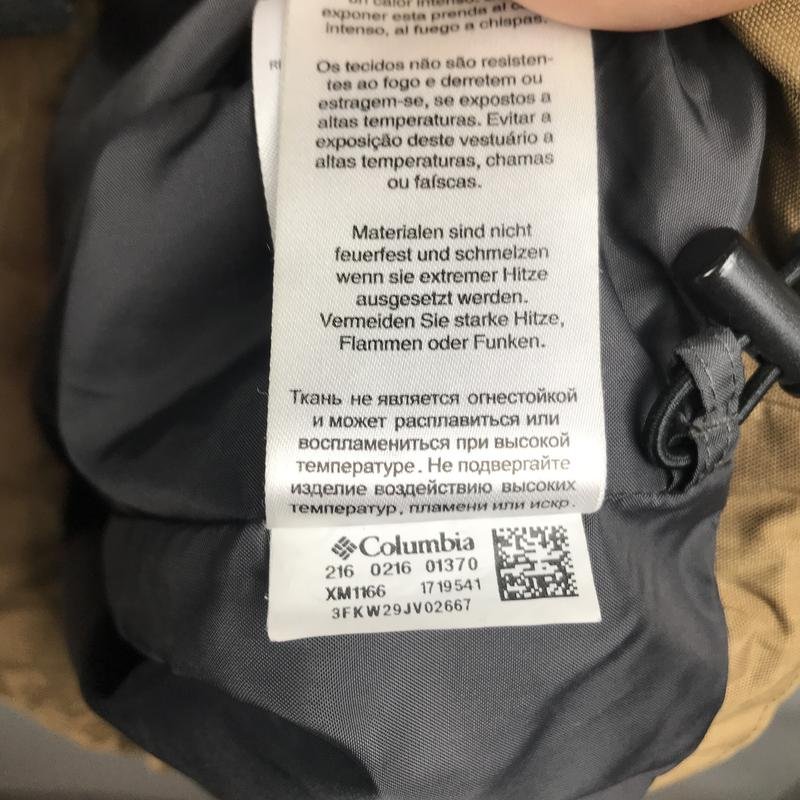 un calor intenso.
exponer esta prenda al c
intenso, al fuego a chispas.
Os tecidos não são resisten-
tes ao fogo e derretem ou
estragem-se, se expostos a
altas temperaturas. Evitar a
exposição deste vestuário a
altas temperaturas, chamas
ou faíscas.
Materialen sind nicht
feuerfest und schmelzen
wenn sie extremer Hitze
ausgesetzt werden.
Vermeiden Sie starke Hitze,
Flammen oder Funken.
Ткань не является огнестойкой
и может расплавиться или
воспламениться при высокой
температуре. Не подвергайте
изделие воздействию высоких
температур, пламени или искр.
Columbia
216 0216 01370
XM1166 1719541
3FKW29JV02667